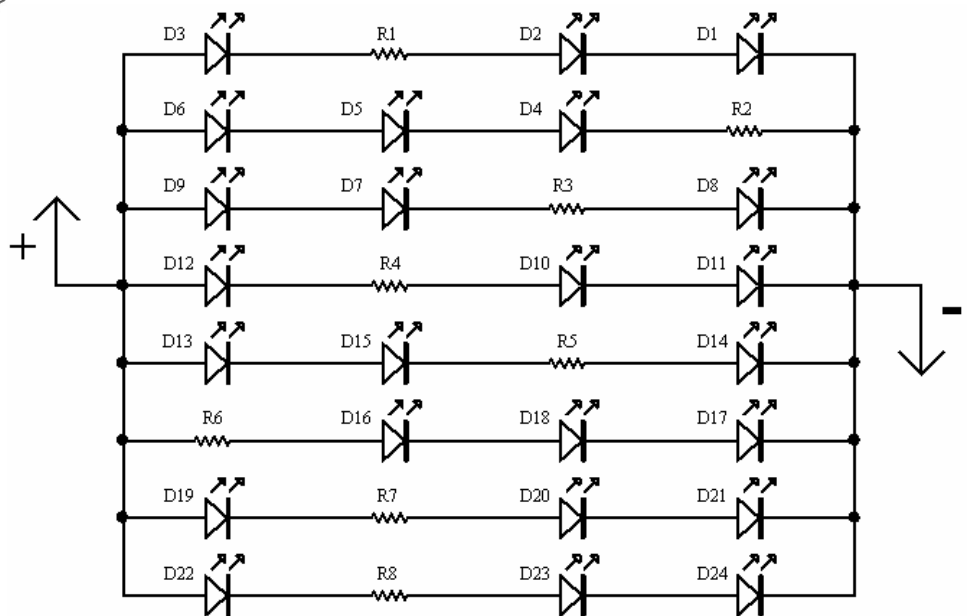 D3 R1 D2 D1
D6 D5 D4 R2
D9 D7 R3 D8
D12 R4 D10 D11
+
-
D13 D15 R5 D14
R6 D16 D18 D17
D19 R7 D20 D21
D22 R8 D23 D24